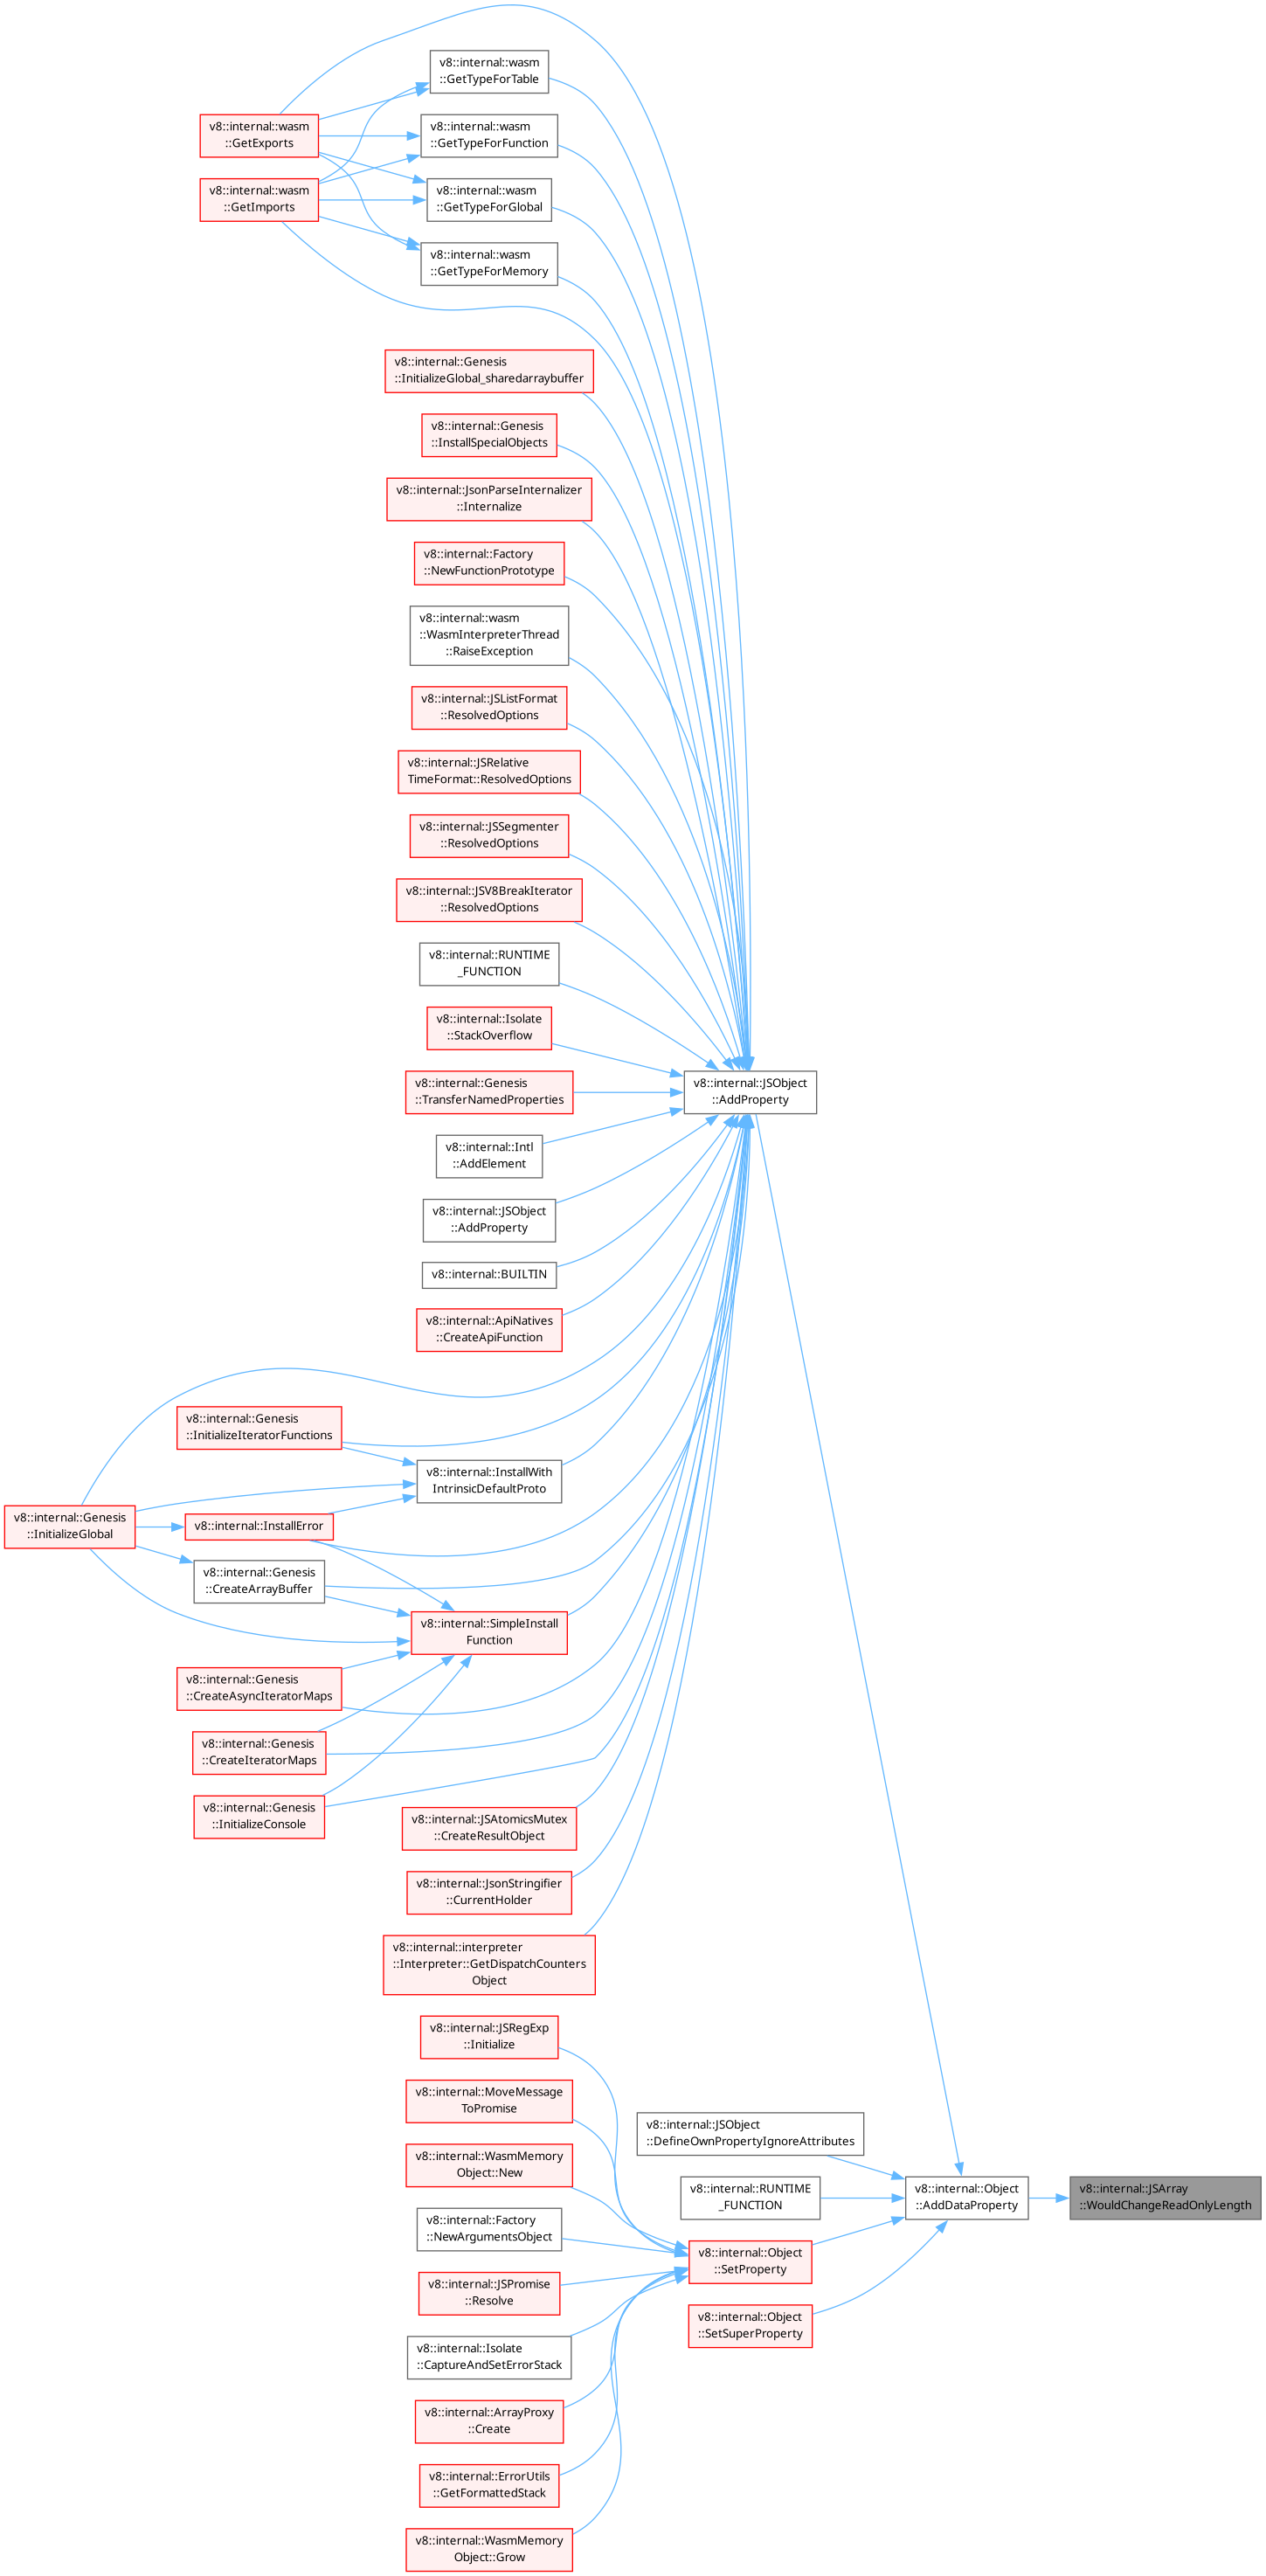 v8::internal::wasm
::GetTypeForTable
v8::internal::wasm
::GetExports
v8::internal::wasm
::GetTypeForFunction
v8::internal::wasm
::GetImports
v8::internal::wasm
::GetTypeForGlobal
v8::internal::wasm
::GetTypeForMemory
v8::internal::Genesis
::InitializeGlobal_sharedarraybuffer
v8::internal::Genesis
::InstallSpecialObjects
v8::internal::JsonParseInternalizer
::Internalize
v8::internal::Factory
::NewFunctionPrototype
v8::internal::wasm
::WasmInterpreterThread
::RaiseException
v8::internal::JSListFormat
::ResolvedOptions
v8::internal::JSRelative
TimeFormat::ResolvedOptions
v8::internal::JSSegmenter
::ResolvedOptions
v8::internal::JSV8BreakIterator
::ResolvedOptions
v8::internal::RUNTIME
_FUNCTION
v8::internal::Isolate
::StackOverflow
v8::internal::Genesis
::TransferNamedProperties
v8::internal::JSObject
::AddProperty
v8::internal::Intl
::AddElement
v8::internal::JSObject
::AddProperty
v8::internal::BUILTIN
v8::internal::ApiNatives
::CreateApiFunction
v8::internal::Genesis
::InitializeIteratorFunctions
v8::internal::InstallWith
IntrinsicDefaultProto
v8::internal::Genesis
::InitializeGlobal
v8::internal::InstallError
v8::internal::Genesis
::CreateArrayBuffer
v8::internal::SimpleInstall
Function
v8::internal::Genesis
::CreateAsyncIteratorMaps
v8::internal::Genesis
::CreateIteratorMaps
v8::internal::Genesis
::InitializeConsole
v8::internal::JSAtomicsMutex
::CreateResultObject
v8::internal::JsonStringifier
::CurrentHolder
v8::internal::interpreter
::Interpreter::GetDispatchCounters
Object
v8::internal::JSRegExp
::Initialize
v8::internal::MoveMessage
ToPromise
v8::internal::JSObject
::DefineOwnPropertyIgnoreAttributes
v8::internal::WasmMemory
Object::New
v8::internal::RUNTIME
_FUNCTION
v8::internal::Object
::AddDataProperty
v8::internal::JSArray
::WouldChangeReadOnlyLength
v8::internal::Factory
::NewArgumentsObject
v8::internal::Object
::SetProperty
v8::internal::JSPromise
::Resolve
v8::internal::Object
::SetSuperProperty
v8::internal::Isolate
::CaptureAndSetErrorStack
v8::internal::ArrayProxy
::Create
v8::internal::ErrorUtils
::GetFormattedStack
v8::internal::WasmMemory
Object::Grow